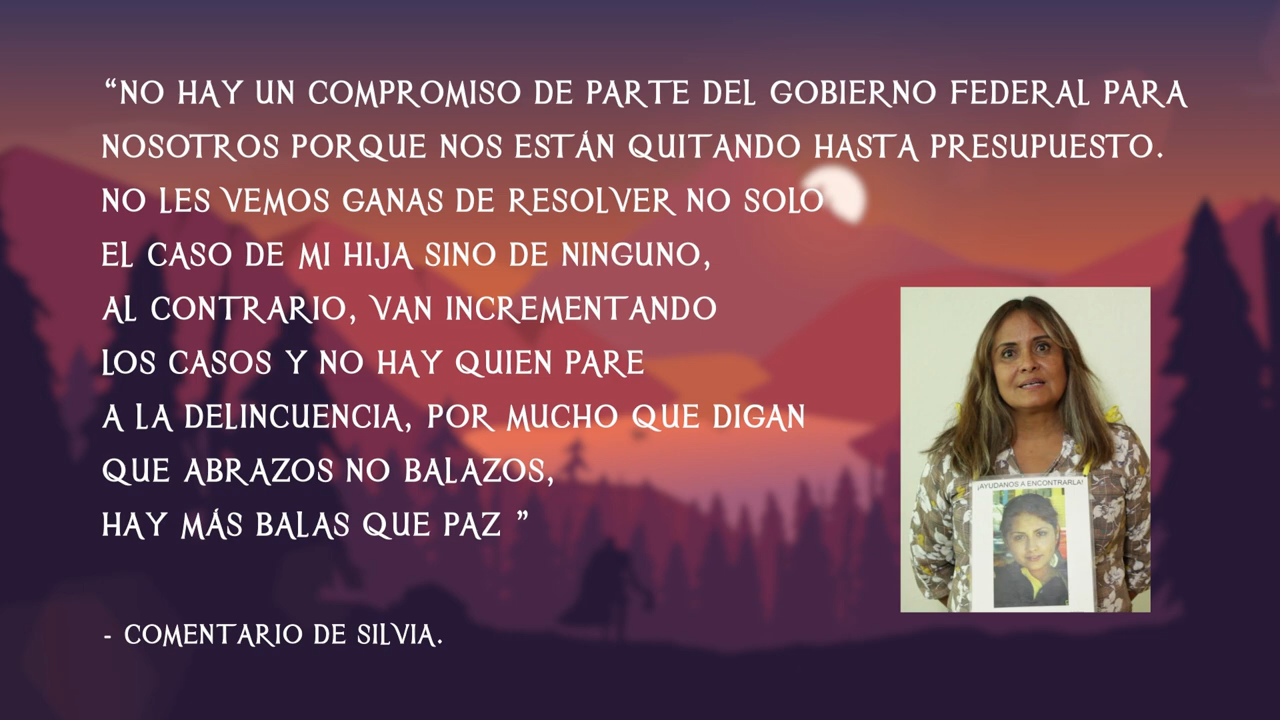 “NO HAY UN COMPROMISO DE PARTE DEL GOBIERNO FEDERAL PARA
NOSOTROS PORQUE NOS ESTÁN QUITANDO HASTA PRESUPUESTO.
NO LES VEMOS GANAS DE RESOLVER NO SOLO
EL CASO DE MI HIJA SINO DE NINGUNO,
AL CONTRARIO, VAN INCREMENTANDO
LOS CASOS Y NO HAY QUIEN PARE
A LA DELINCUENCIA, POR MUCHO QUE DIGAN
QUE ABRAZOS NO BALAZOS,
HAY MÁS BALAS QUE PAZ ”
- COMENTARIO DE SILVIA.
¡AYUDANOS A ENCONTRARLA!